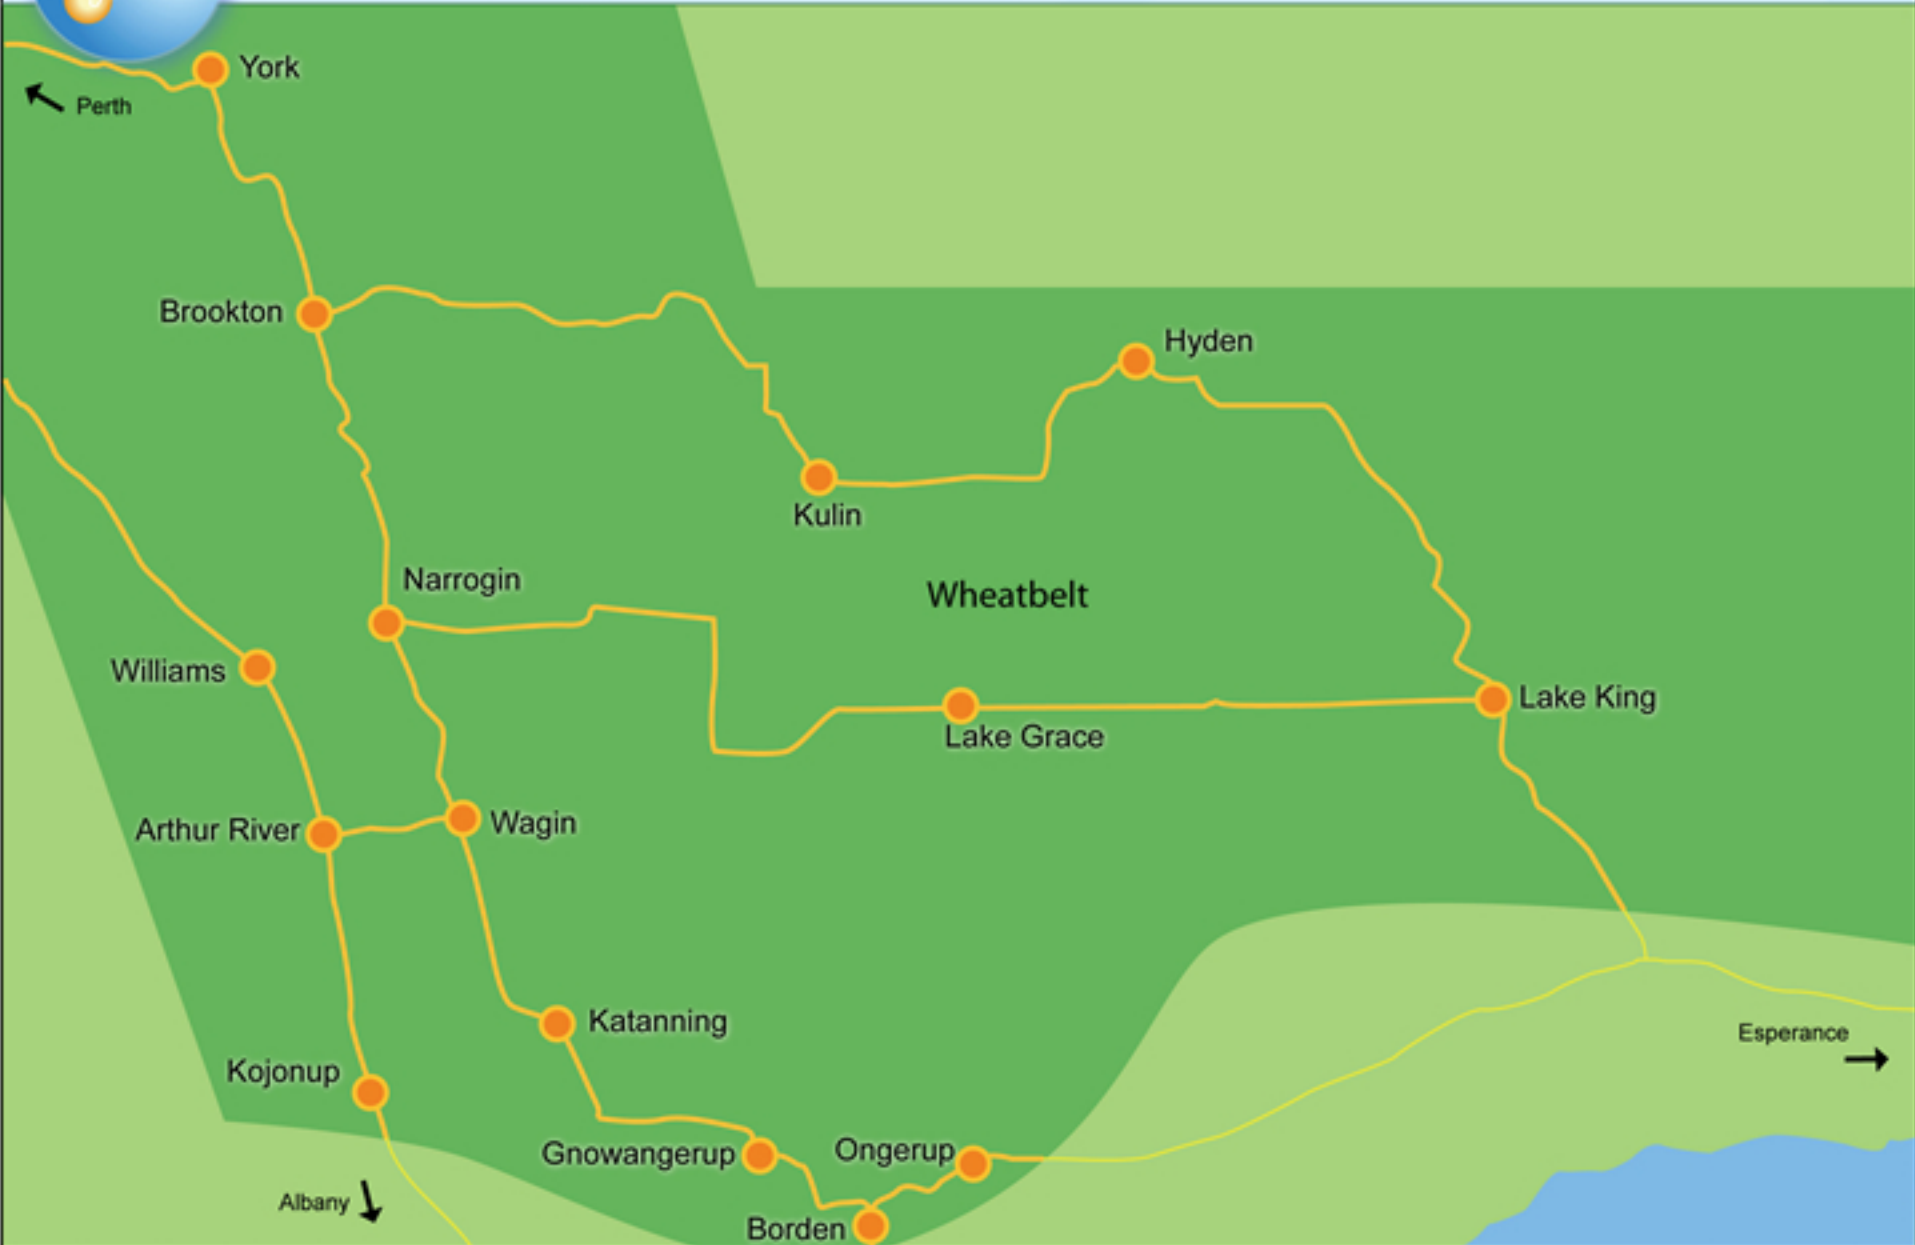 York
Perth
Brookton
Hyden
Kulin
Narrogin
Wheatbelt
Williams
Lake King
Lake Grace
Arthur River
Wagin
Katanning
Esperance
Kojonup
Gnowangerup
Ongerup
Albany
Borden